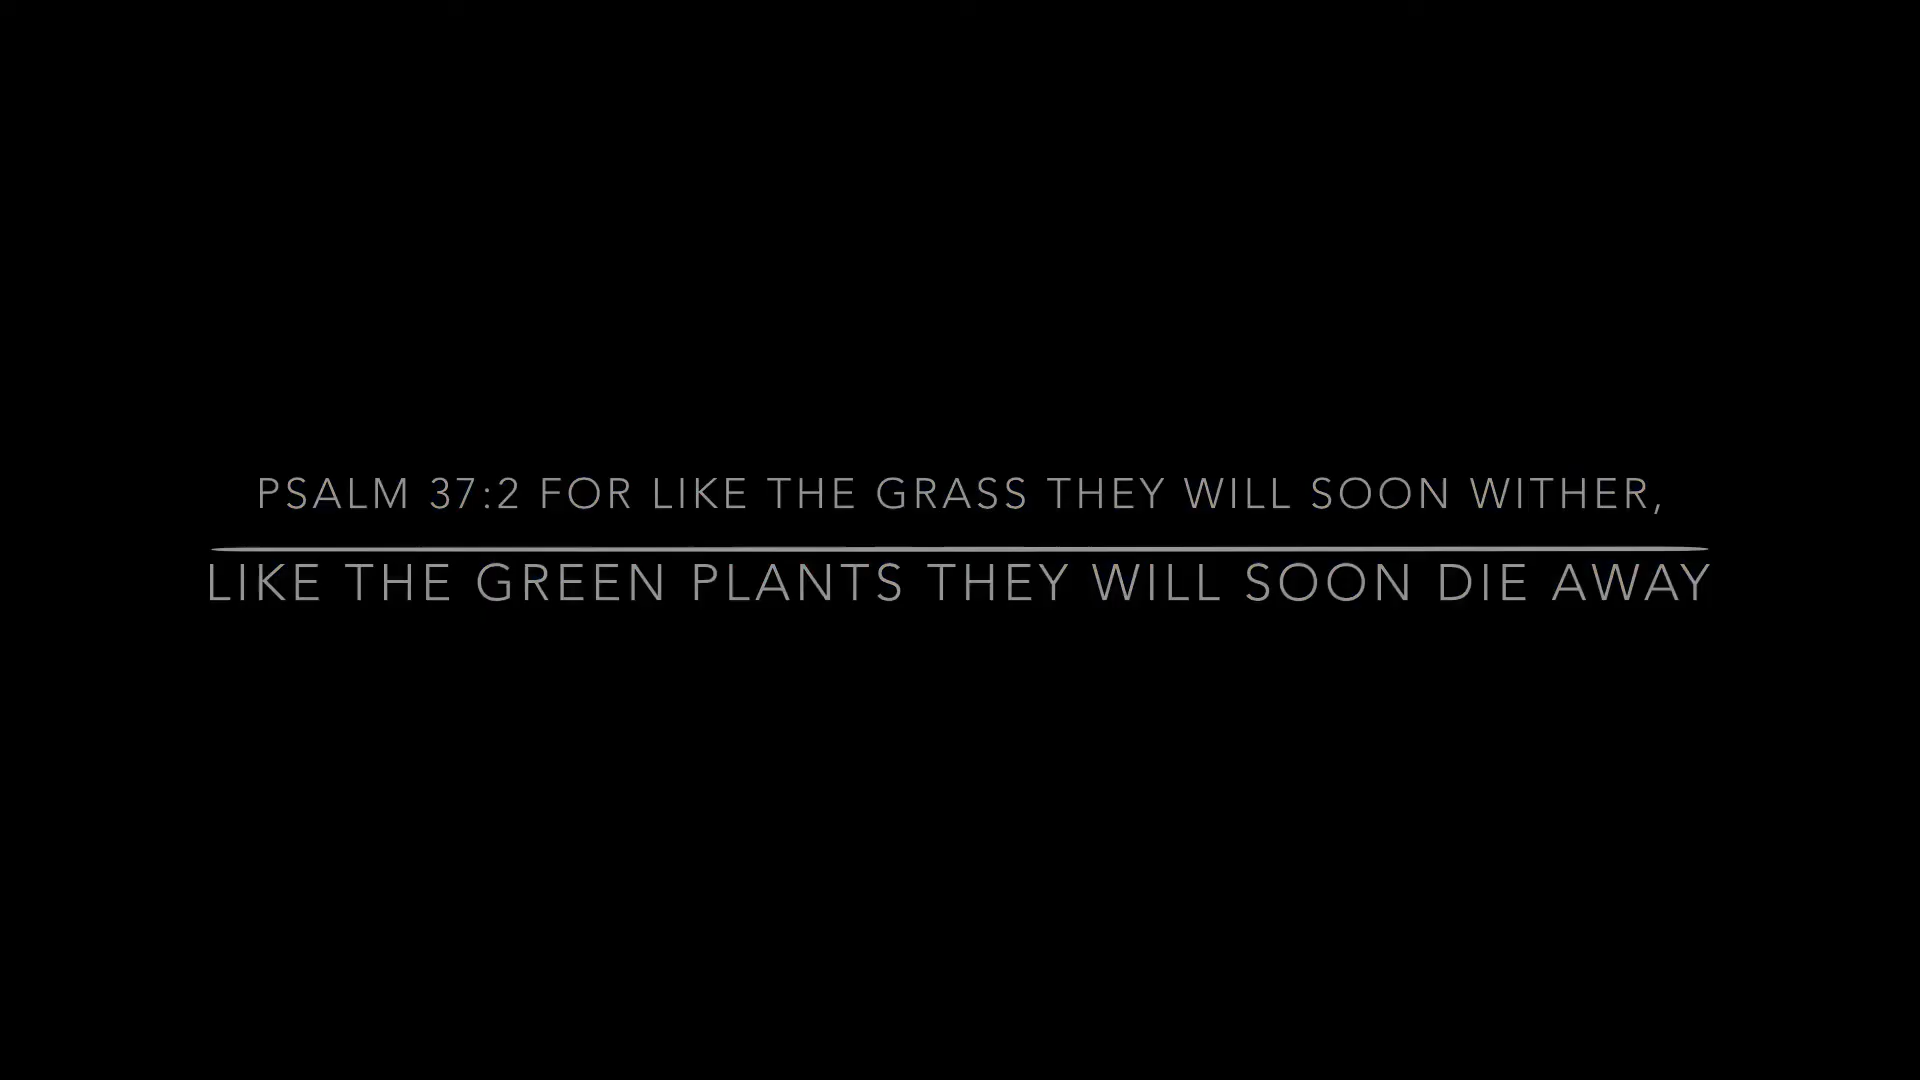 PSALM 37:2 FOR LIKE THE GRASS THEY WILL SOON WITHER,
LIKE THE GREEN PLANTS THEY WILL SOON DIE AWAY